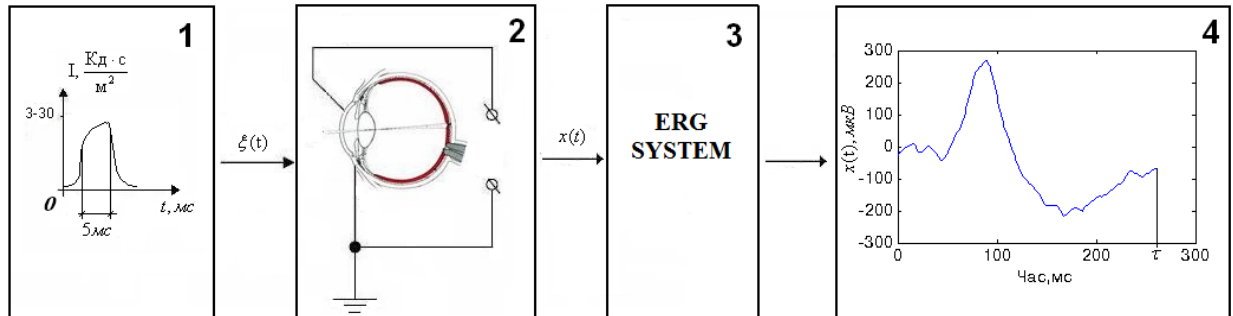 1
I, Кд · с
м²
3-30
0
t, мс
5мс
ξ(t)
2
x(t)
3
ERG
SYSTEM
4
x(t), мкВ
300
200
100
0
-100
-200
-300
0
100
200
τ
300
Час,мс